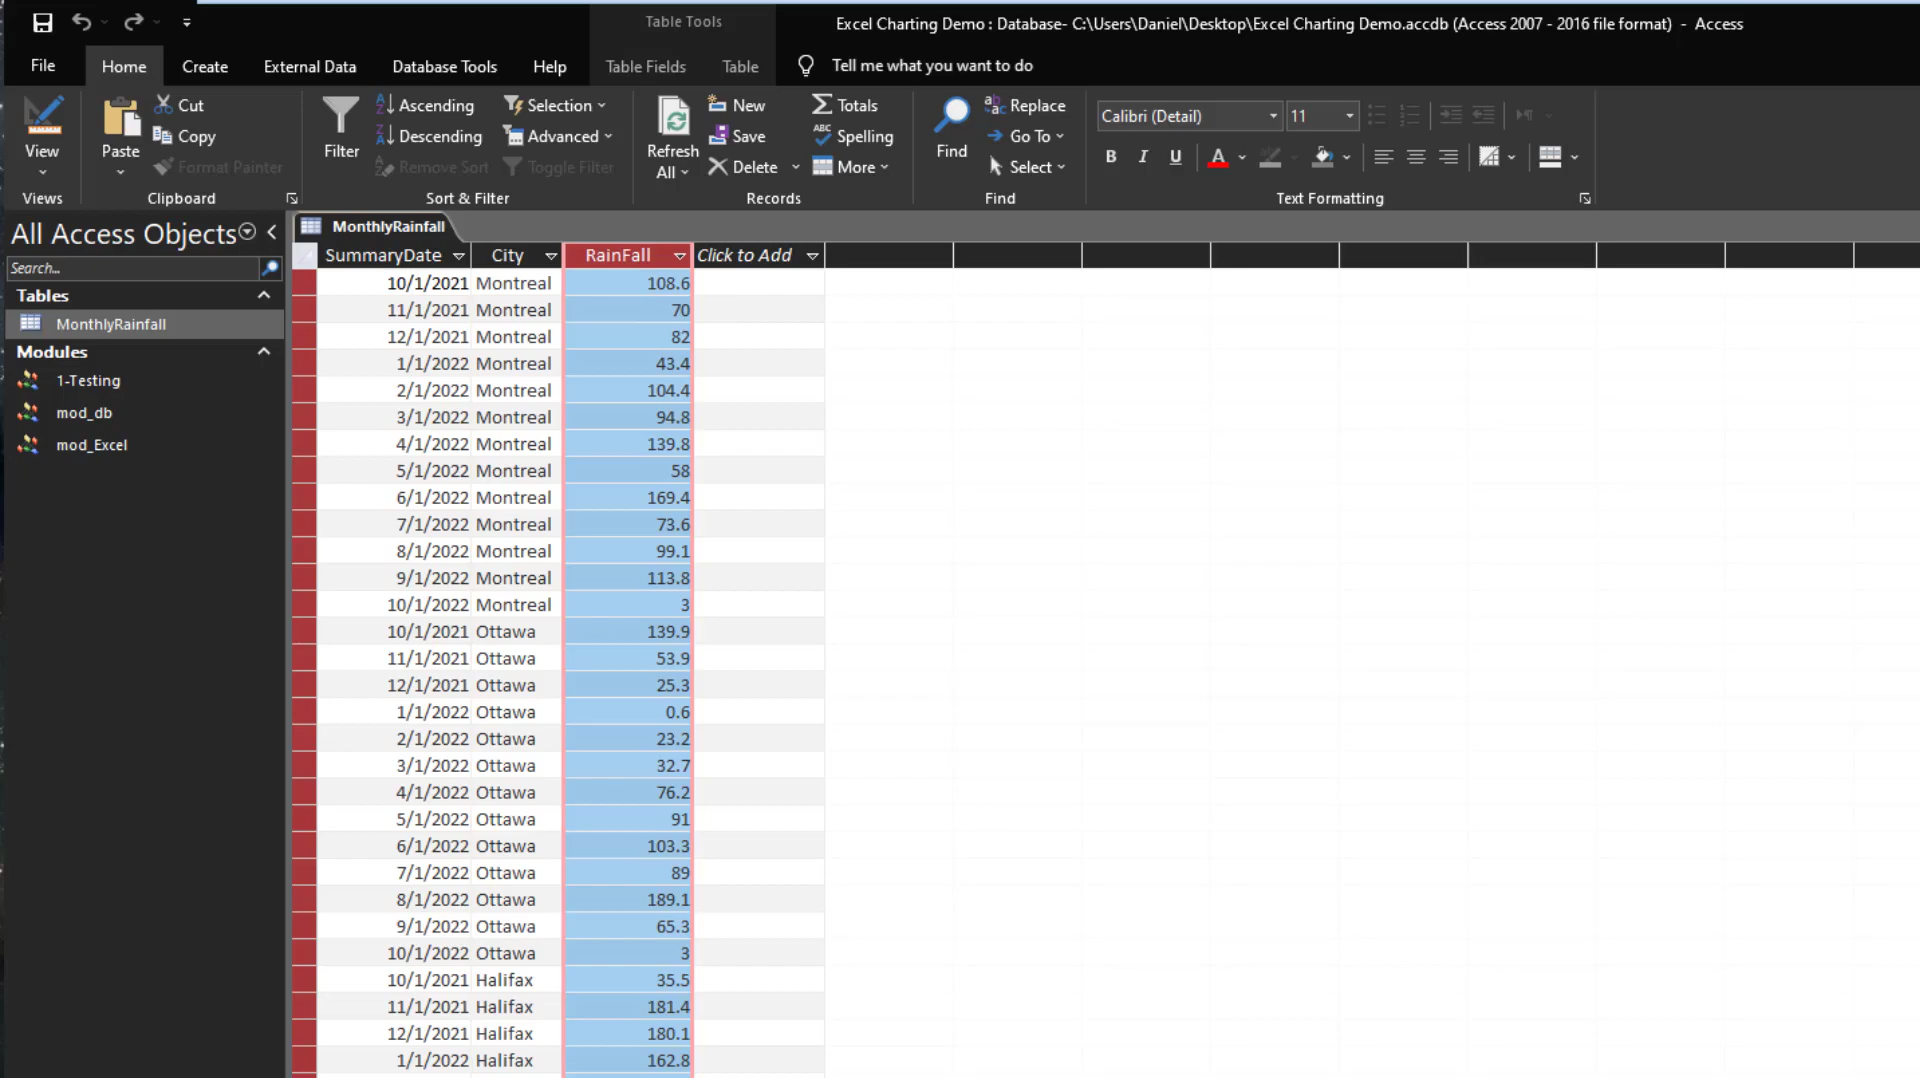 Table Tools
Excel Charting Demo : Database- C:\Users\Daniel\Desktop\Excel Charting Demo.accdb (Access 2007 - 2016 file format) - Access
File Home Create External Data Database Tools Help Table Fields Table Tell me what you want to do
View
Views
Paste
Cut
Copy
Format Painter
Clipboard
Filter
Ascending
Descending
Remove Sort
Selection
Advanced
Toggle Filter
Sort & Filter
Refresh
All
New
Save
Delete
Totals
Spelling
More
Records
Find
Replace
Go To
Select
Find
Calibri (Detail) 11
B I U A
Text Formatting
All Access Objects
Search...
Tables
MonthlyRainfall
Modules
1-Testing
mod_db
mod_Excel
MonthlyRainfall
SummaryDate City RainFall Click to Add
10/1/2021 Montreal 108.6
11/1/2021 Montreal 70
12/1/2021 Montreal 82
1/1/2022 Montreal 43.4
2/1/2022 Montreal 104.4
3/1/2022 Montreal 94.8
4/1/2022 Montreal 139.8
5/1/2022 Montreal 58
6/1/2022 Montreal 169.4
7/1/2022 Montreal 73.6
8/1/2022 Montreal 99.1
9/1/2022 Montreal 113.8
10/1/2022 Montreal 3
10/1/2021 Ottawa 139.9
11/1/2021 Ottawa 53.9
12/1/2021 Ottawa 25.3
1/1/2022 Ottawa 0.6
2/1/2022 Ottawa 23.2
3/1/2022 Ottawa 32.7
4/1/2022 Ottawa 76.2
5/1/2022 Ottawa 91
6/1/2022 Ottawa 103.3
7/1/2022 Ottawa 89
8/1/2022 Ottawa 189.1
9/1/2022 Ottawa 65.3
10/1/2022 Ottawa 3
10/1/2021 Halifax 35.5
11/1/2021 Halifax 181.4
12/1/2021 Halifax 180.1
1/1/2022 Halifax 162.8